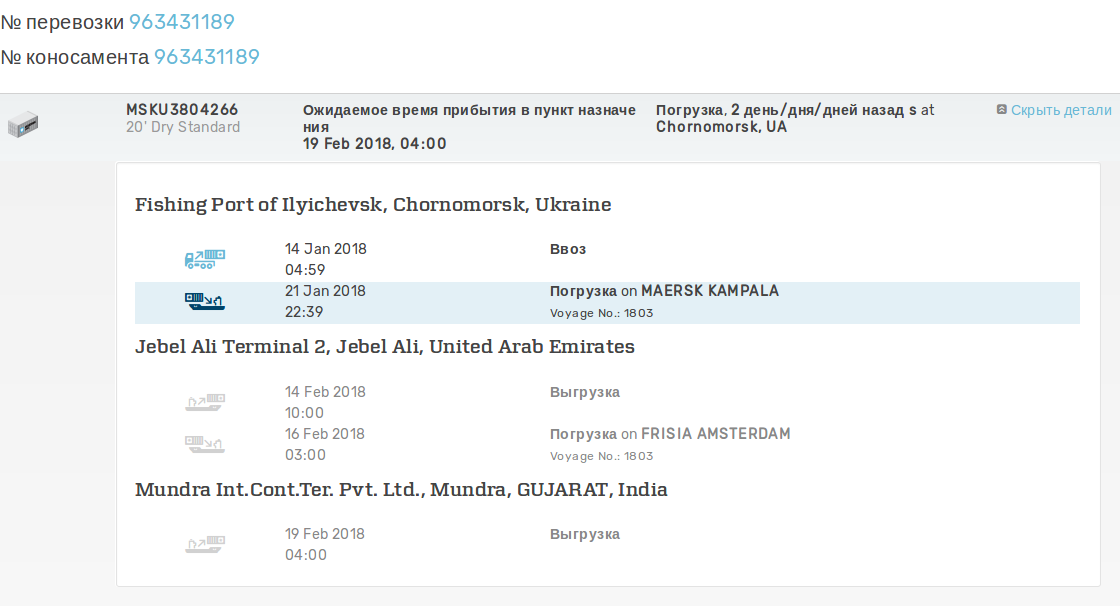 № перевозки 963431189
№ коносамента 963431189
MSKU3804266
20' Dry Standard
Ожидаемое время прибытия в пункт назначе
ния
19 Feb 2018, 04:00
Погрузка, 2 день/дня/дней назад s at
Chornomorsk, UA
Скрыть детали
Fishing Port of Ilyichevsk, Chornomorsk, Ukraine
14 Jan 2018
04:59
Ввоз
21 Jan 2018
22:39
Погрузка on MAERSK KAMPALA
Voyage No.: 1803
Jebel Ali Terminal 2, Jebel Ali, United Arab Emirates
14 Feb 2018
10:00
Выгрузка
16 Feb 2018
03:00
Погрузка on FRISIA AMSTERDAM
Voyage No.: 1803
Mundra Int.Cont.Ter. Pvt. Ltd., Mundra, GUJARAT, India
19 Feb 2018
04:00
Выгрузка